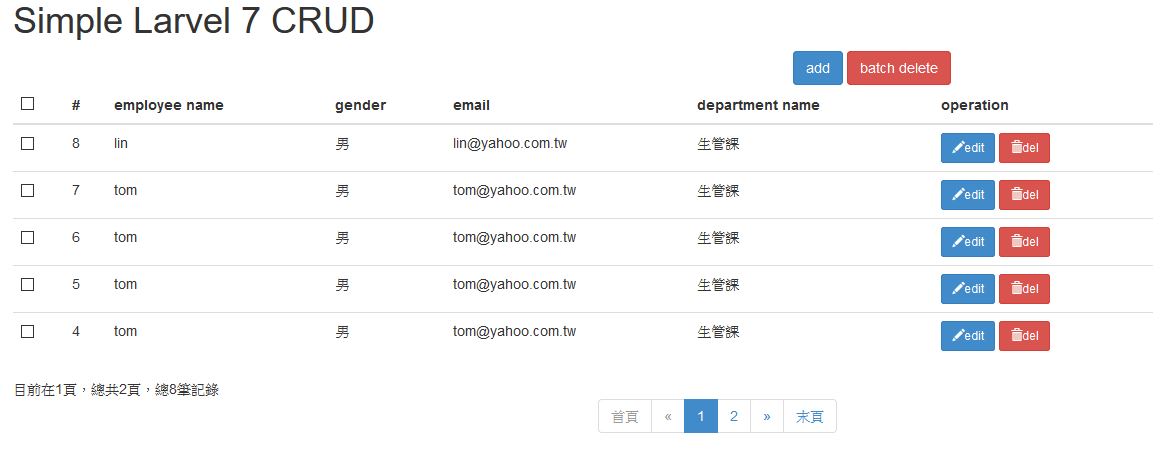 Simple Larvel 7 CRUD
add batch delete
# employee name gender email department name operation
8 lin 男 lin@yahoo.com.tw 生管課 edit del
7 tom 男 tom@yahoo.com.tw 生管課 edit del
6 tom 男 tom@yahoo.com.tw 生管課 edit del
5 tom 男 tom@yahoo.com.tw 生管課 edit del
4 tom 男 tom@yahoo.com.tw 生管課 edit del
目前在1頁，總共2頁，總8筆記錄
首頁 « 1 2 » 末頁